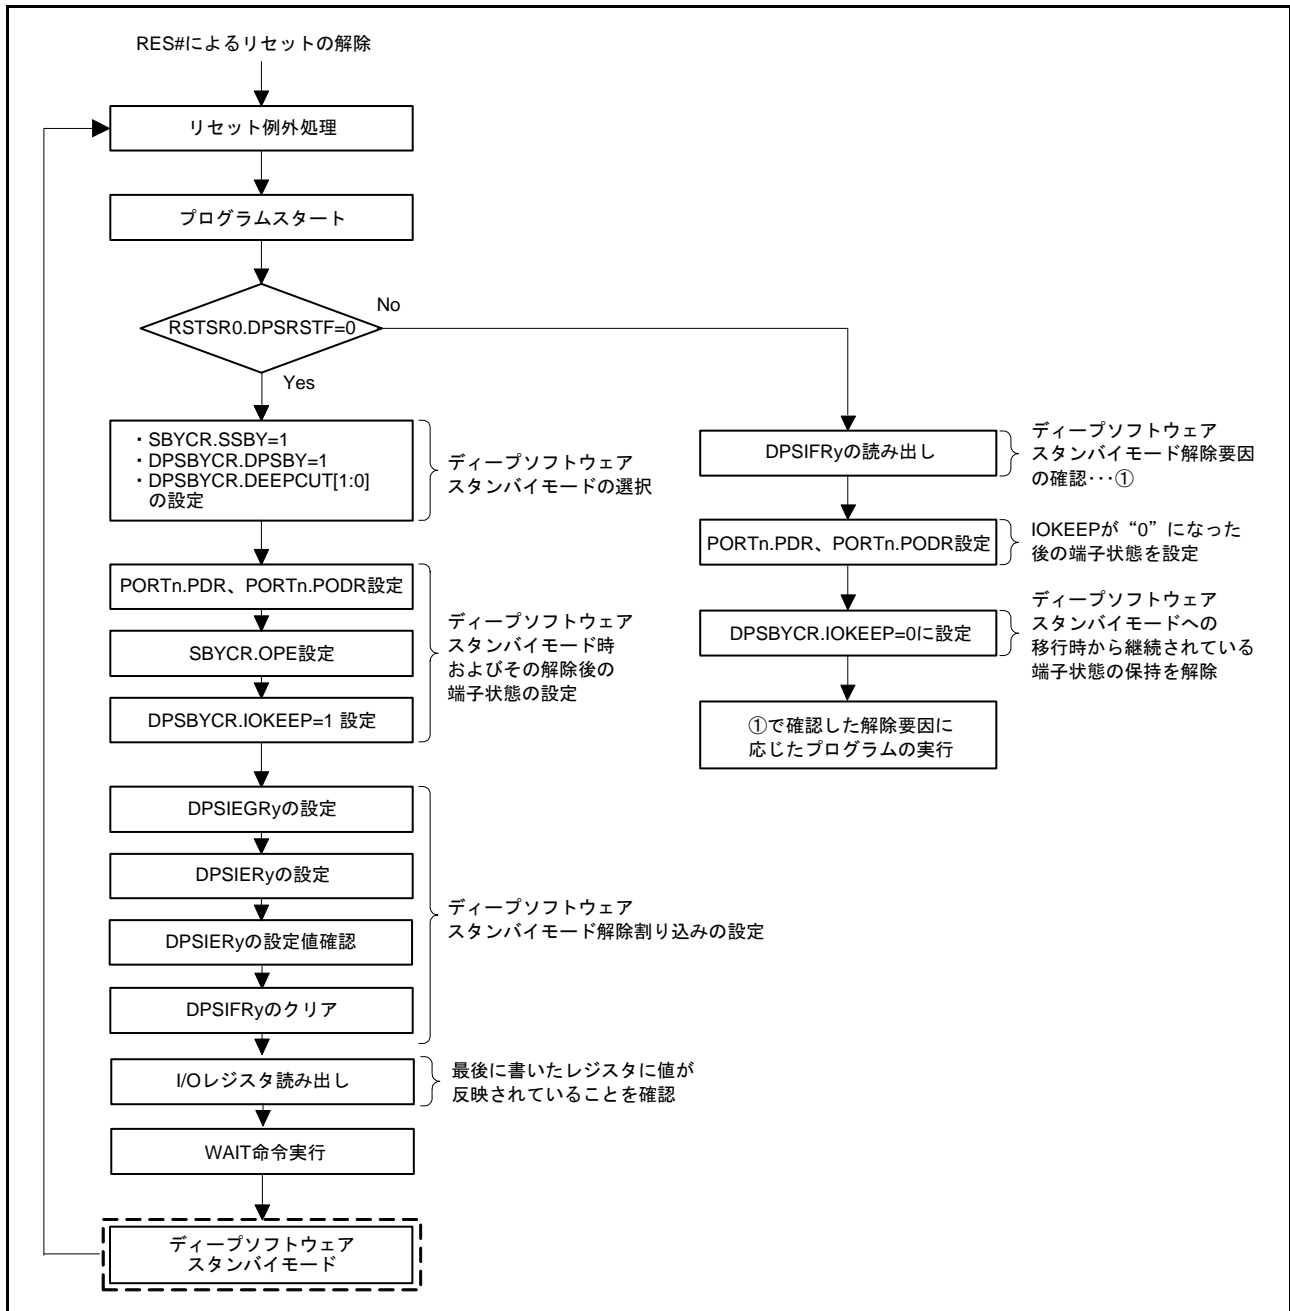 RES#によるリセットの解除
リセット例外処理
プログラムスタート
RSTSR0.DPSRSTF=0
No
Yes
・SBYCR.SSBY=1
・DPSBYCR.DPSBY=1
・DPSBYCR.DEEPCUT[1:0]
の設定
ディープソフトウェア
スタンバイモードの選択
PORTn.PDR、PORTn.PODR設定
SBYCR.OPE設定
DPSBYCR.IOKEEP=1 設定
ディープソフトウェア
スタンバイモード時
およびその解除後の
端子状態の設定
DPSIEGRyの設定
DPSIERyの設定
DPSIERyの設定値確認
DPSIFRyのクリア
ディープソフトウェア
スタンバイモード解除割り込みの設定
I/Oレジスタ読み出し
最後に書いたレジスタに値が
反映されていることを確認
WAIT命令実行
ディープソフトウェア
スタンバイモード
DPSIFRyの読み出し
ディープソフトウェア
スタンバイモード解除要因
の確認･･･①
PORTn.PDR、PORTn.PODR設定
IOKEEPが“0”になった
後の端子状態を設定
DPSBYCR.IOKEEP=0に設定
ディープソフトウェア
スタンバイモードへの
移行時から継続されている
端子状態の保持を解除
①で確認した解除要因に
応じたプログラムの実行